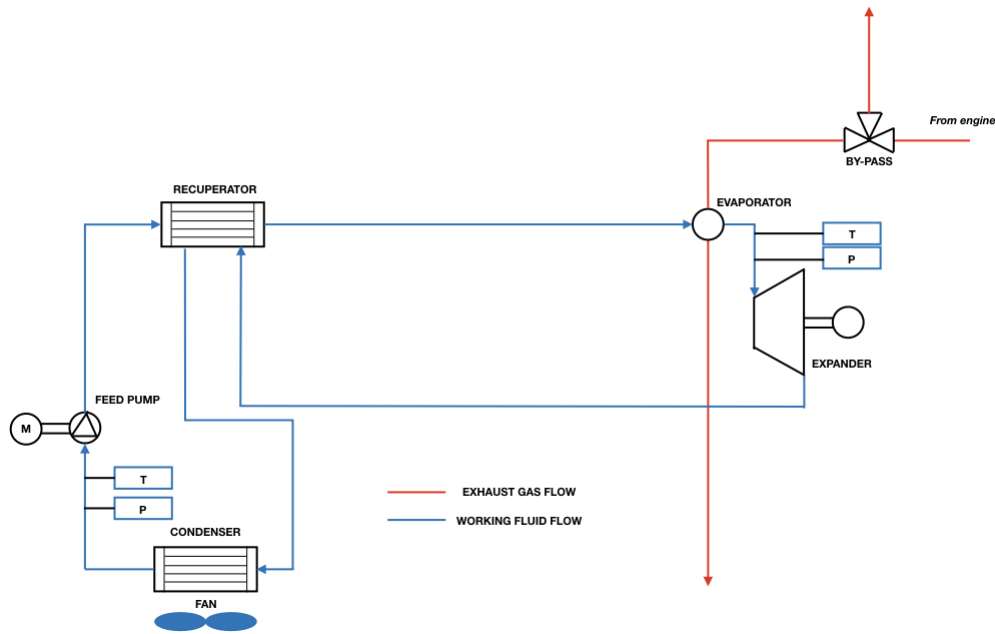 From engine
BY-PASS
RECUPERATOR
EVAPORATOR
T
P
EXPANDER
FEED PUMP
M
T
P
EXHAUST GAS FLOW
WORKING FLUID FLOW
CONDENSER
FAN